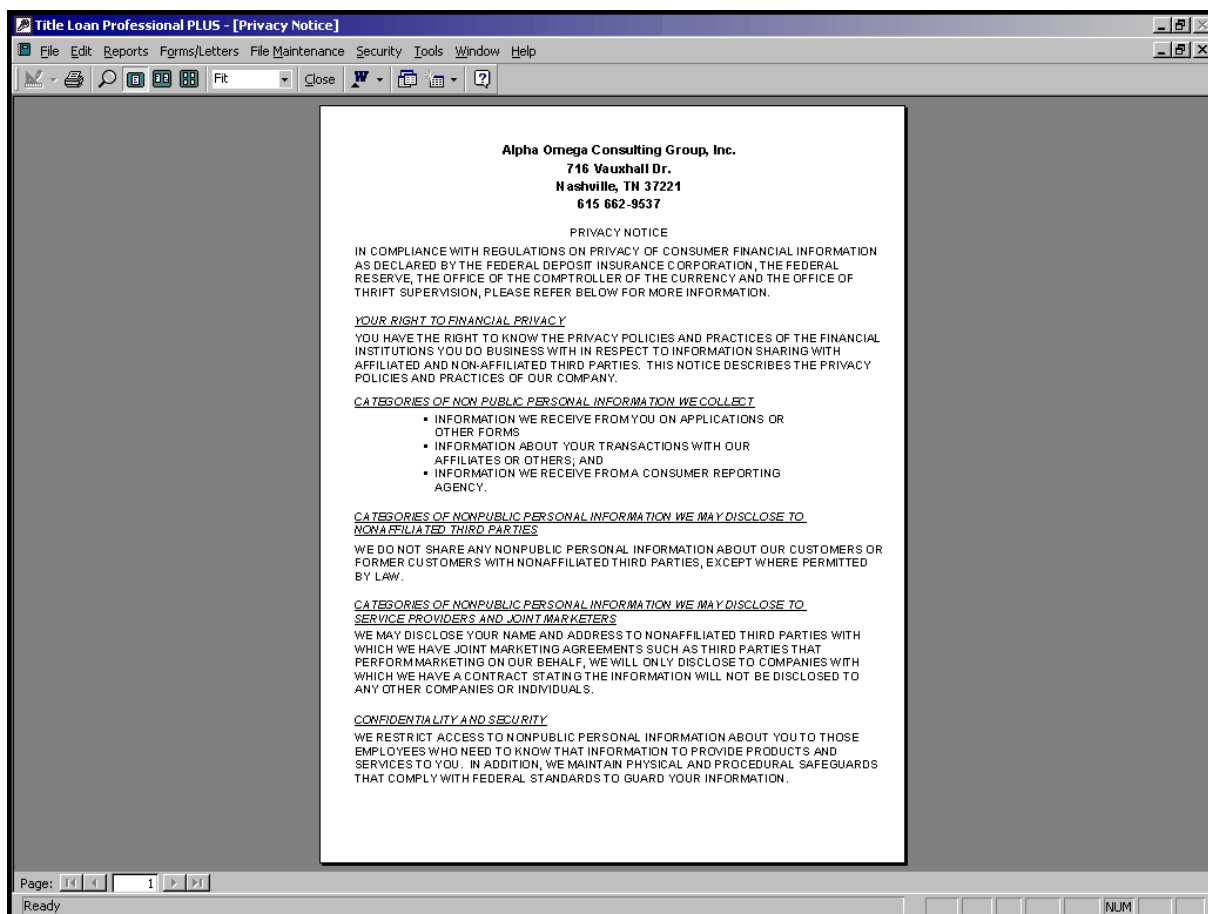 Title Loan Professional PLUS - [Privacy Notice]
File Edit Reports Forms/Letters File Maintenance Security Tools Window Help
Fit Close W
Alpha Omega Consulting Group, Inc.
716 Vauxhall Dr.
Nashville, TN 37221
615 662-9537
PRIVACY NOTICE
IN COMPLIANCE WITH REGULATIONS ON PRIVACY OF CONSUMER FINANCIAL INFORMATION
AS DECLARED BY THE FEDERAL DEPOSIT INSURANCE CORPORATION, THE FEDERAL
RESERVE, THE OFFICE OF THE COMPTROLLER OF THE CURRENCY AND THE OFFICE OF
THRIFT SUPERVISION, PLEASE REFER BELOW FOR MORE INFORMATION.
YOUR RIGHT TO FINANCIAL PRIVACY
YOU HAVE THE RIGHT TO KNOW THE PRIVACY POLICIES AND PRACTICES OF THE FINANCIAL
INSTITUTIONS YOU DO BUSINESS WITH IN RESPECT TO INFORMATION SHARING WITH
AFFILIATED AND NON-AFFILIATED THIRD PARTIES. THIS NOTICE DESCRIBES THE PRIVACY
POLICIES AND PRACTICES OF OUR COMPANY.
CATEGORIES OF NON PUBLIC PERSONAL INFORMATION WE COLLECT
▪ INFORMATION WE RECEIVE FROM YOU ON APPLICATIONS OR
OTHER FORMS
▪ INFORMATION ABOUT YOUR TRANSACTIONS WITH OUR
AFFILIATES OR OTHERS; AND
▪ INFORMATION WE RECEIVE FROM A CONSUMER REPORTING
AGENCY.
CATEGORIES OF NONPUBLIC PERSONAL INFORMATION WE MAY DISCLOSE TO
NONAFFILIATED THIRD PARTIES
WE DO NOT SHARE ANY NONPUBLIC PERSONAL INFORMATION ABOUT OUR CUSTOMERS OR
FORMER CUSTOMERS WITH NONAFFILIATED THIRD PARTIES, EXCEPT WHERE PERMITTED
BY LAW.
CATEGORIES OF NONPUBLIC PERSONAL INFORMATION WE MAY DISCLOSE TO
SERVICE PROVIDERS AND JOINT MARKETERS
WE MAY DISCLOSE YOUR NAME AND ADDRESS TO NONAFFILIATED THIRD PARTIES WITH
WHICH WE HAVE JOINT MARKETING AGREEMENTS SUCH AS THIRD PARTIES THAT
PERFORM MARKETING ON OUR BEHALF, WE WILL ONLY DISCLOSE TO COMPANIES WITH
WHICH WE HAVE A CONTRACT STATING THE INFORMATION WILL NOT BE DISCLOSED TO
ANY OTHER COMPANIES OR INDIVIDUALS.
CONFIDENTIALITY AND SECURITY
WE RESTRICT ACCESS TO NONPUBLIC PERSONAL INFORMATION ABOUT YOU TO THOSE
EMPLOYEES WHO NEED TO KNOW THAT INFORMATION TO PROVIDE PRODUCTS AND
SERVICES TO YOU. IN ADDITION, WE MAINTAIN PHYSICAL AND PROCEDURAL SAFEGUARDS
THAT COMPLY WITH FEDERAL STANDARDS TO GUARD YOUR INFORMATION.
Page: 1
Ready NUM